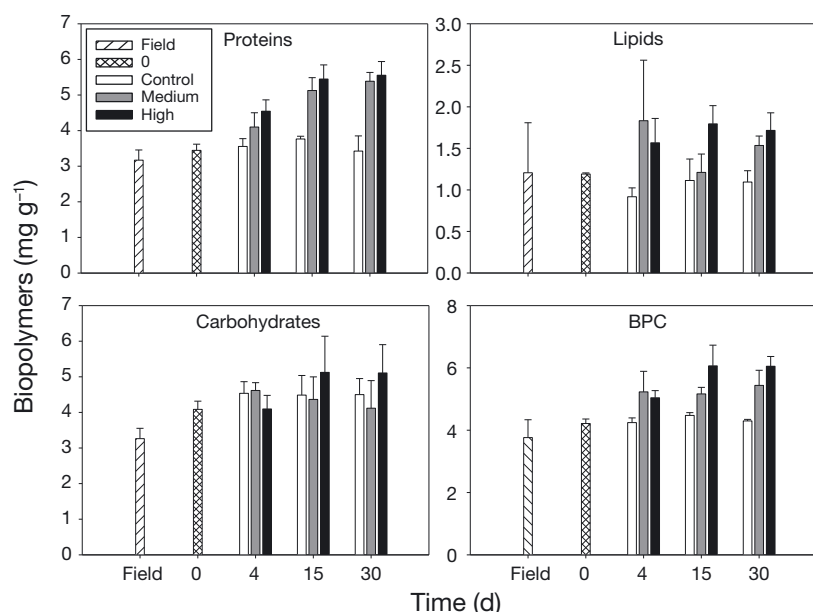 Proteins
Field
0
Control
Medium
High
7
6
5
4
3
2
1
0
Lipids
3.0
2.5
2.0
1.5
1.0
0.5
0.0
Biopolymers (mg g⁻¹)
Carbohydrates
7
6
5
4
3
2
1
0
Field 0 4 15 30
BPC
8
6
4
2
0
Field 0 4 15 30
Time (d)